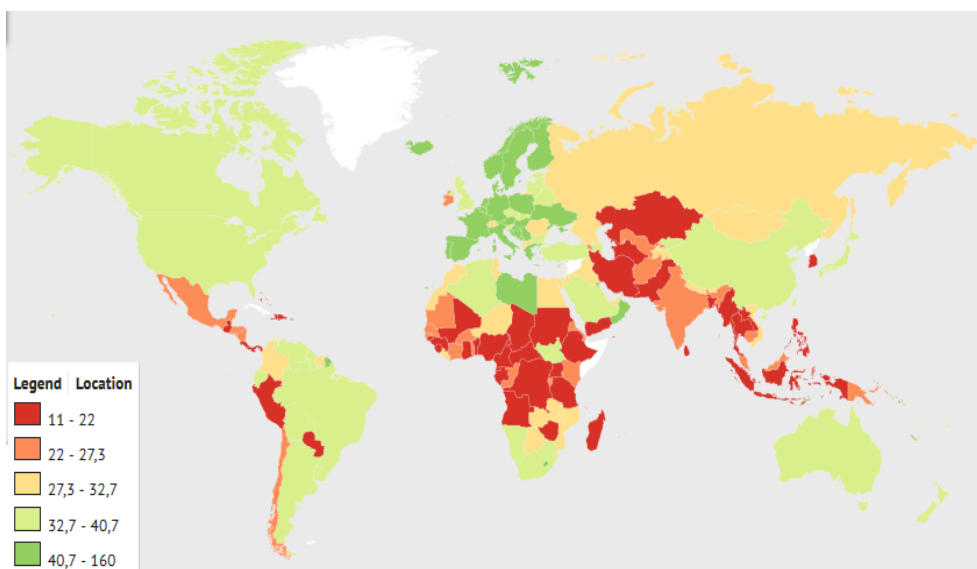 Legend Location
11 - 22
22 - 27,3
27,3 - 32,7
32,7 - 40,7
40,7 - 160